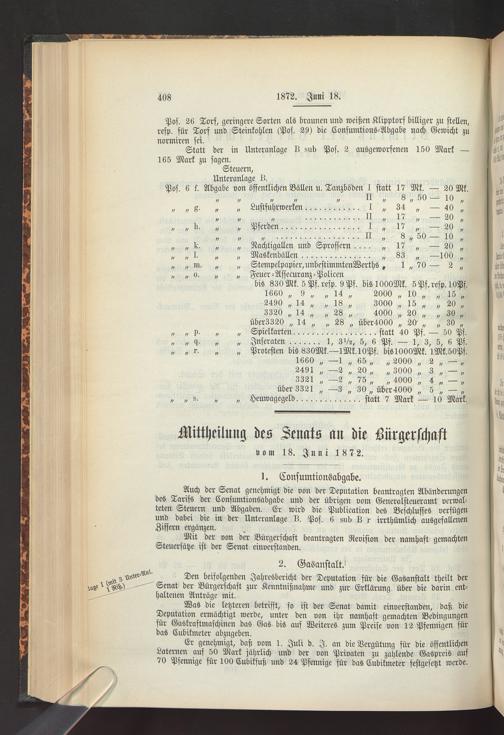 408 1872. Juni 18.
Pos. 26 Torf, geringere Sorten als braunen und weißen Klipptorf billiger zu stellen,
resp. für Torf und Steinkohlen (Pos. 29) die Consumtions-Abgabe nach Gewicht zu
normiren sei.
Statt der in Unteranlage B sub Pos. 2 ausgeworfenen 150 Mark —
165 Mark zu sagen.
Steuern,
Unteranlage B.
Pos. 6 f. Abgabe von öffentlichen Bällen u. Tanzböden I statt 17 Mk. — 20 Mk.
„ „ „ „ „ II „ 8 „ 50 — 10 „
„ „ g. „ Lustfuhrwerken . . . . . . . . . . . I „ 34 „ — 40 „
„ „ „ . . . . . . . . . . . II „ 17 „ — 20 „
„ „ h. „ Pferden . . . . . . . . . . . . . . . . I „ 17 „ — 20 „
„ „ „ . . . . . . . . . . . . . . . . II „ 8 „ 50 — 10 „
„ „ k. „ Nachtigallen und Sprossern . . . . „ 17 „ — 20 „
„ „ l. „ Maskenbällen . . . . . . . . . . . . . „ 83 „ —100 „
„ „ m. „ Stempelpapier, unbestimmten Werths „ 1 „ 70 — 2 „
„ „ o. „ Feuer-Assecuranz-Policen
bis 830 Mk. 5 Pf. resp. 9 Pf. bis 1000 Mk. 5 Pf. resp. 10 Pf.
1660 „ 9 „ „ 14 „ 2000 „ 10 „ „ 15 „
2490 „ 14 „ „ 18 „ 3000 „ 15 „ „ 20 „
3320 „ 14 „ „ 28 „ 4000 „ 20 „ „ 30 „
über 3320 „ 14 „ „ 28 „ über 4000 „ 20 „ „ 30 „
„ „ p. „ Spielkarten . . . . . . . . . . . . . . . statt 40 Pf. — 50 Pf.
„ „ q. „ Inseraten . . . . . . . 1, 3½, 5, 6 Pf. — 1, 3, 5, 6 Pf.
„ „ r. „ Protesten bis 830 Mk. —1 Mk. 10 Pf. bis 1000 Mk. 1 Mk. 50 Pf.
1660 „ —1 „ 65 „ „ 2000 „ 2 „ — „
2491 „ —2 „ 20 „ „ 3000 „ 3 „ — „
3321 „ —2 „ 75 „ „ 4000 „ 4 „ — „
über 3321 „ —3 „ 30 „ über 4000 „ 5 „ — „
„ „ s. „ Heuwagegeld . . . . . . . . . . . . . statt 7 Mark — 10 Mark.
Mittheilung des Senats an die Bürgerschaft
vom 18. Juni 1872.
1. Consumtionsabgabe.
Auch der Senat genehmigt die von der Deputation beantragten Abänderungen
des Tarifs der Consumtionsabgabe und der übrigen vom Generalsteueramt verwal-
teten Steuern und Abgaben. Er wird die Publication des Beschlusses verfügen
und dabei die in der Unteranlage B. Pos. 6 sub B r irrthümlich ausgefallenen
Ziffern ergänzen.
Mit der von der Bürgerschaft beantragten Revision der namhaft gemachten
Steuersätze ist der Senat einverstanden.
2. Gasanstalt.
Den beifolgenden Jahresbericht der Deputation für die Gasanstalt theilt der
Senat der Bürgerschaft zur Kenntnißnahme und zur Erklärung über die darin ent-
haltenen Anträge mit.
lage I (mit 3 Unter-Anl.
1 Riß.)
Was die letzteren betrifft, so ist der Senat damit einverstanden, daß die
Deputation ermächtigt werde, unter den von ihr namhaft gemachten Bedingungen
für Gaskraftmaschinen das Gas bis auf Weiteres zum Preise von 12 Pfennigen für
das Cubikmeter abzugeben.
Er genehmigt, daß vom 1. Juli d. J. an die Vergütung für die öffentlichen
Laternen auf 50 Mark jährlich und der von Privaten zu zahlende Gaspreis auf
70 Pfennige für 100 Cubikfuß und 24 Pfennige für das Cubikmeter festgesetzt werde.